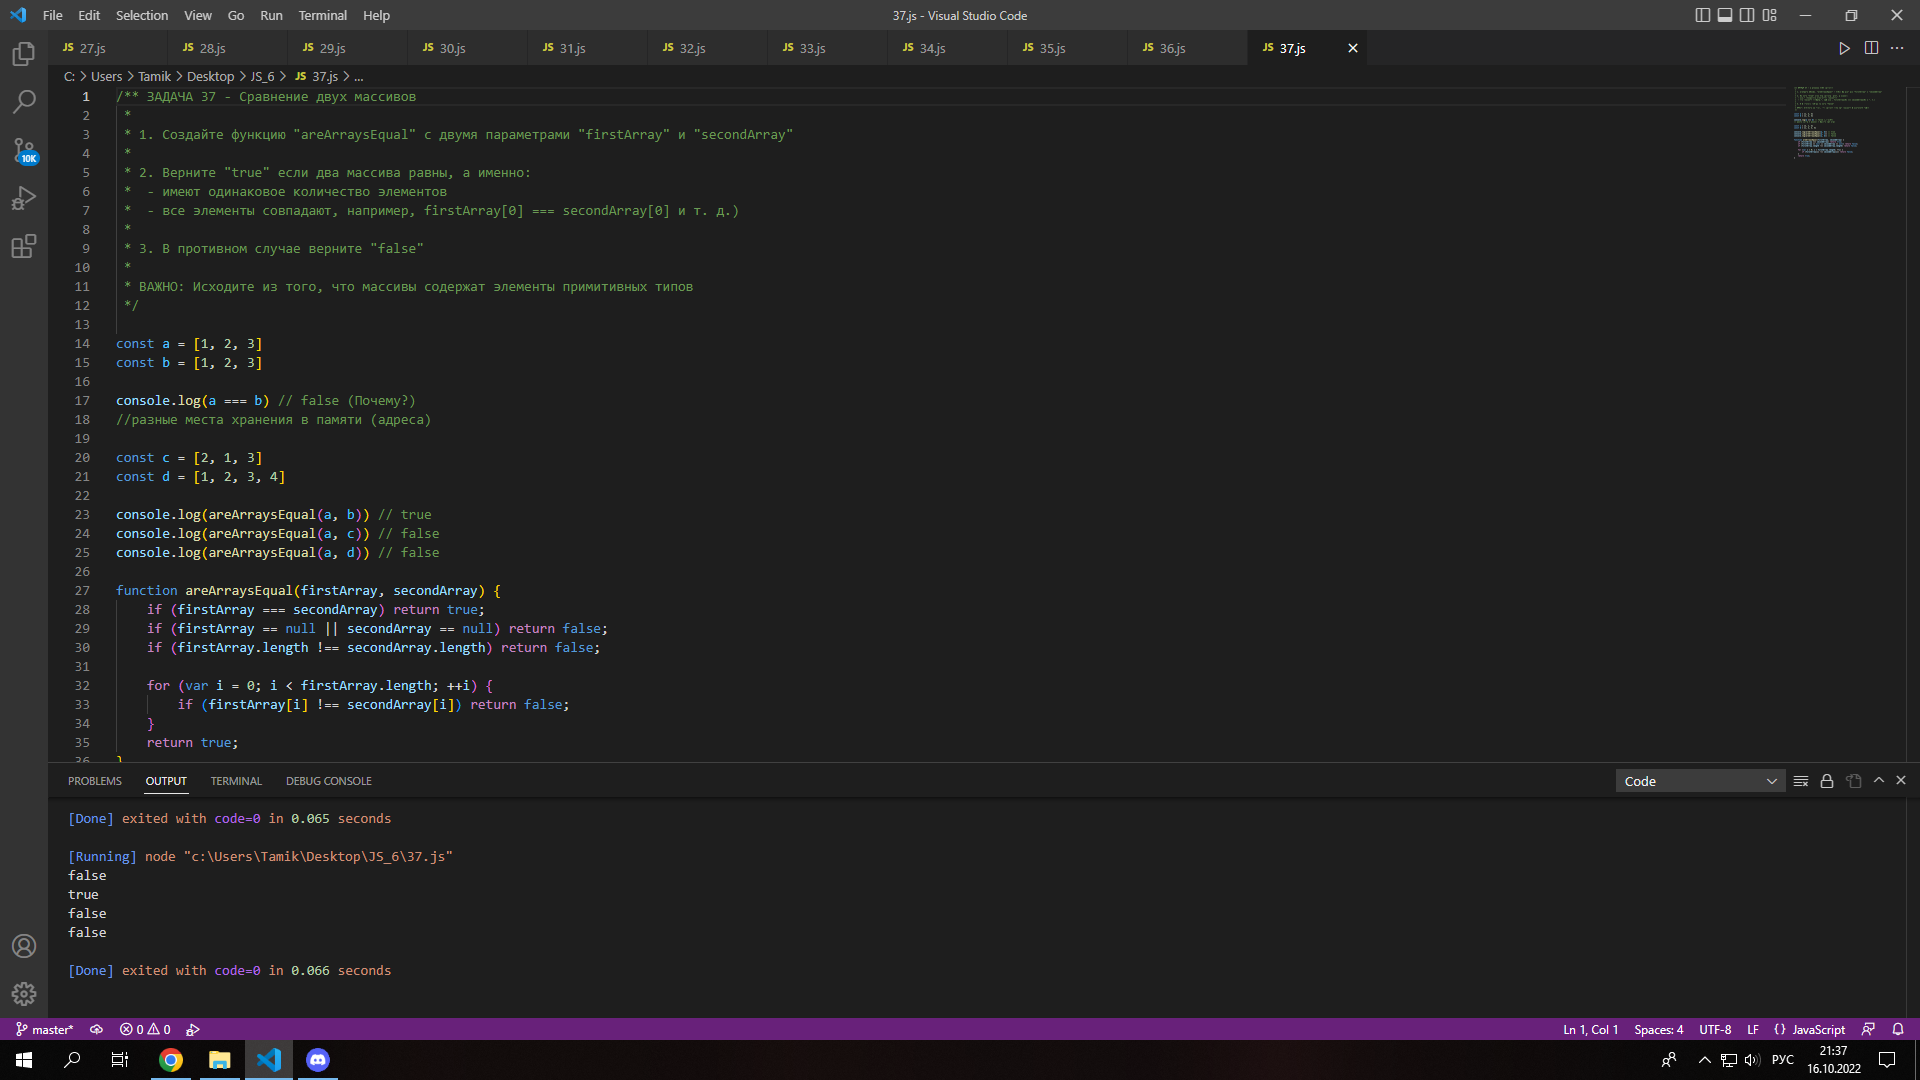 File Edit Selection View Go Run Terminal Help
37.js - Visual Studio Code
JS 27.js JS 28.js JS 29.js JS 30.js JS 31.js JS 32.js JS 33.js JS 34.js JS 35.js JS 36.js JS 37.js
C: > Users > Tamik > Desktop > JS_6 > JS 37.js > ...
10K
1 /** ЗАДАЧА 37 - Сравнение двух массивов
2 *
3 * 1. Создайте функцию "areArraysEqual" с двумя параметрами "firstArray" и "secondArray"
4 *
5 * 2. Верните "true" если два массива равны, а именно:
6 *  - имеют одинаковое количество элементов
7 *  - все элементы совпадают, например, firstArray[0] === secondArray[0] и т. д.)
8 *
9 * 3. В противном случае верните "false"
10 *
11 * ВАЖНО: Исходите из того, что массивы содержат элементы примитивных типов
12 */
13
14 const a = [1, 2, 3]
15 const b = [1, 2, 3]
16
17 console.log(a === b) // false (Почему?)
18 //разные места хранения в памяти (адреса)
19
20 const c = [2, 1, 3]
21 const d = [1, 2, 3, 4]
22
23 console.log(areArraysEqual(a, b)) // true
24 console.log(areArraysEqual(a, c)) // false
25 console.log(areArraysEqual(a, d)) // false
26
27 function areArraysEqual(firstArray, secondArray) {
28     if (firstArray === secondArray) return true;
29     if (firstArray == null || secondArray == null) return false;
30     if (firstArray.length !== secondArray.length) return false;
31
32     for (var i = 0; i < firstArray.length; ++i) {
33         if (firstArray[i] !== secondArray[i]) return false;
34     }
35     return true;
36 }
PROBLEMS OUTPUT TERMINAL DEBUG CONSOLE
Code
[Done] exited with code=0 in 0.065 seconds
[Running] node "c:\Users\Tamik\Desktop\JS_6\37.js"
false
true
false
false
[Done] exited with code=0 in 0.066 seconds
master* 0 0
Ln 1, Col 1 Spaces: 4 UTF-8 LF {} JavaScript
РУС
21:37
16.10.2022